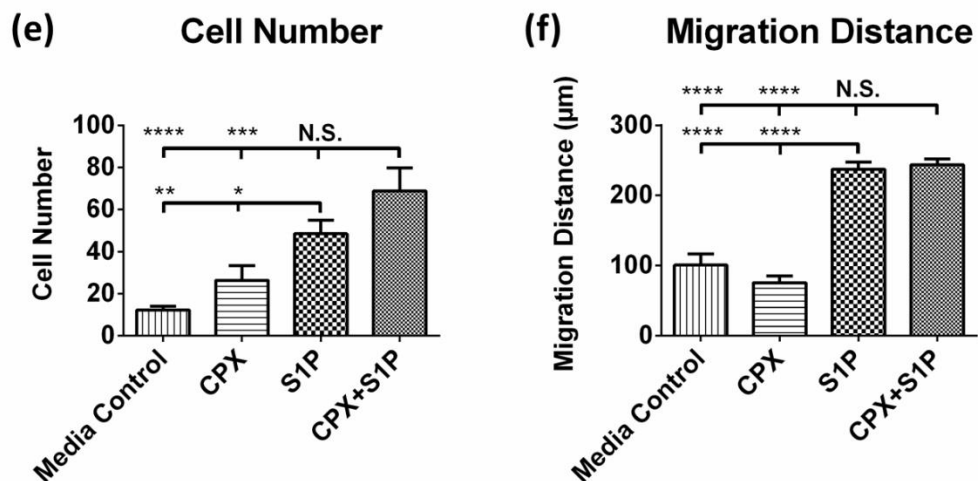 (e) Cell Number
**** *** N.S.
** *
Cell Number
100
80
60
40
20
0
Media Control
CPX
S1P
CPX+S1P
(f) Migration Distance
**** **** N.S.
**** ****
Migration Distance (µm)
300
200
100
0
Media Control
CPX
S1P
CPX+S1P